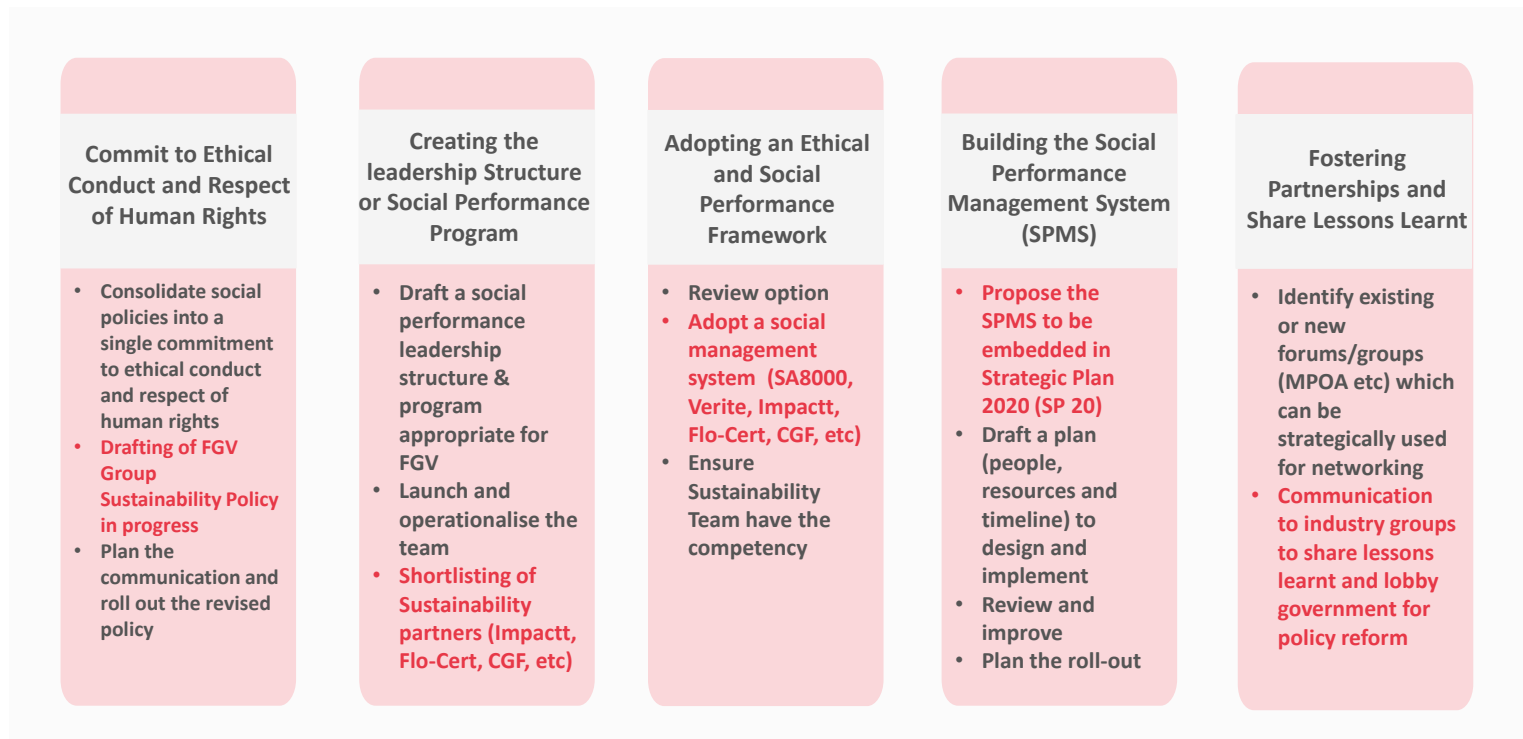 Commit to Ethical
Conduct and Respect
of Human Rights
• Consolidate social
policies into a
single commitment
to ethical conduct
and respect of
human rights
• Drafting of FGV
Group
Sustainability Policy
in progress
• Plan the
communication and
roll out the revised
policy
Creating the
leadership Structure
or Social Performance
Program
• Draft a social
performance
leadership
structure &
program
appropriate for
FGV
• Launch and
operationalise the
team
• Shortlisting of
Sustainability
partners (Impactt,
Flo-Cert, CGF, etc)
Adopting an Ethical
and Social
Performance
Framework
• Review option
• Adopt a social
management
system (SA8000,
Verite, Impactt,
Flo-Cert, CGF, etc)
• Ensure
Sustainability
Team have the
competency
Building the Social
Performance
Management System
(SPMS)
• Propose the
SPMS to be
embedded in
Strategic Plan
2020 (SP 20)
• Draft a plan
(people,
resources and
timeline) to
design and
implement
• Review and
improve
• Plan the roll-out
Fostering
Partnerships and
Share Lessons Learnt
• Identify existing
or new
forums/groups
(MPOA etc) which
can be
strategically used
for networking
• Communication
to industry groups
to share lessons
learnt and lobby
government for
policy reform